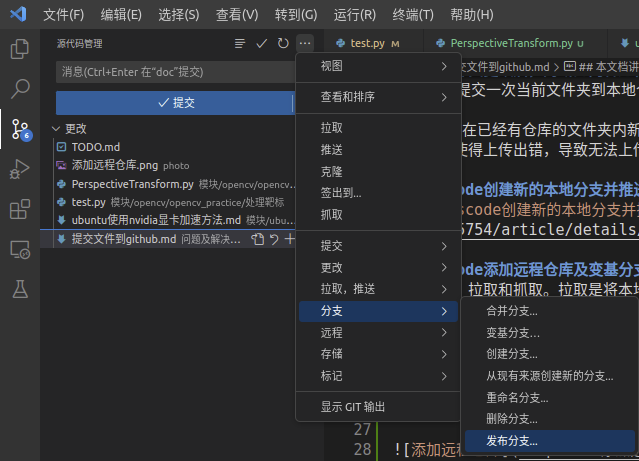 文件(F) 编辑(E) 选择(S) 查看(V) 转到(G) 运行(R) 终端(T) 帮助(H)
源代码管理
test.py M
PerspectiveTransform.py U
消息(Ctrl+Enter 在“doc”提交)
提交
更改
TODO.md
添加远程仓库.png photo
PerspectiveTransform.py 模块/opencv/opencv_...
test.py 模块/opencv/opencv_practice/处理靶标
ubuntu使用nvidia显卡加速方法.md 模块/ubu...
提交文件到github.md 问题及解决...
6
视图
查看和排序
拉取
推送
克隆
签出到...
抓取
提交
更改
拉取，推送
分支
远程
存储
标记
显示 GIT 输出
合并分支...
变基分支...
创建分支...
从现有来源创建新的分支...
重命名分支...
删除分支...
发布分支...
文件到github.md > ## 本文档讲
提交一次当前文件夹到本地
在已经有仓库的文件夹内新
使得上传出错，导致无法上传
ode创建新的本地分支并推送
scode创建新的本地分支并推
5754/article/details/
ode添加远程仓库及变基分支
拉取和抓取。拉取是将本地
27
28 ![添加远程